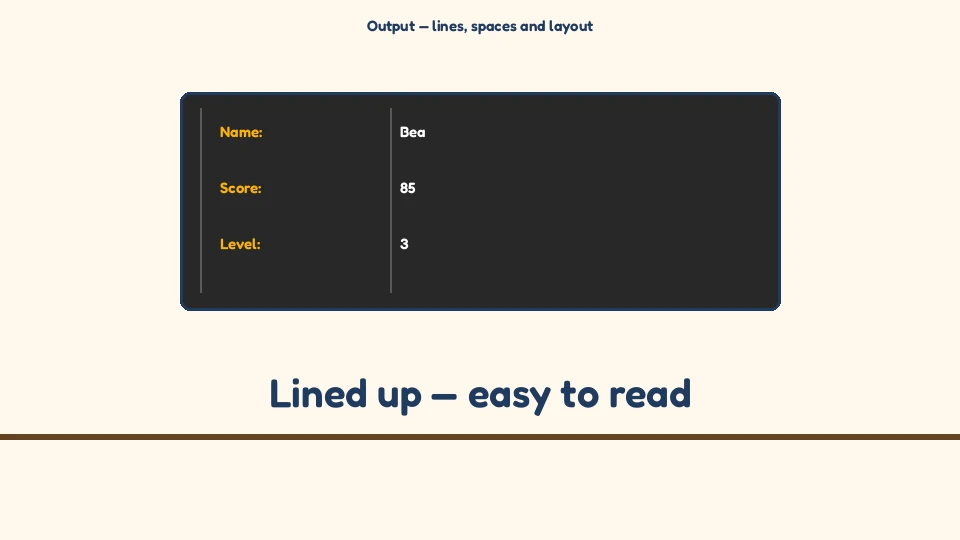 Output — lines, spaces and layout
Name: Bea
Score: 85
Level: 3
Lined up — easy to read